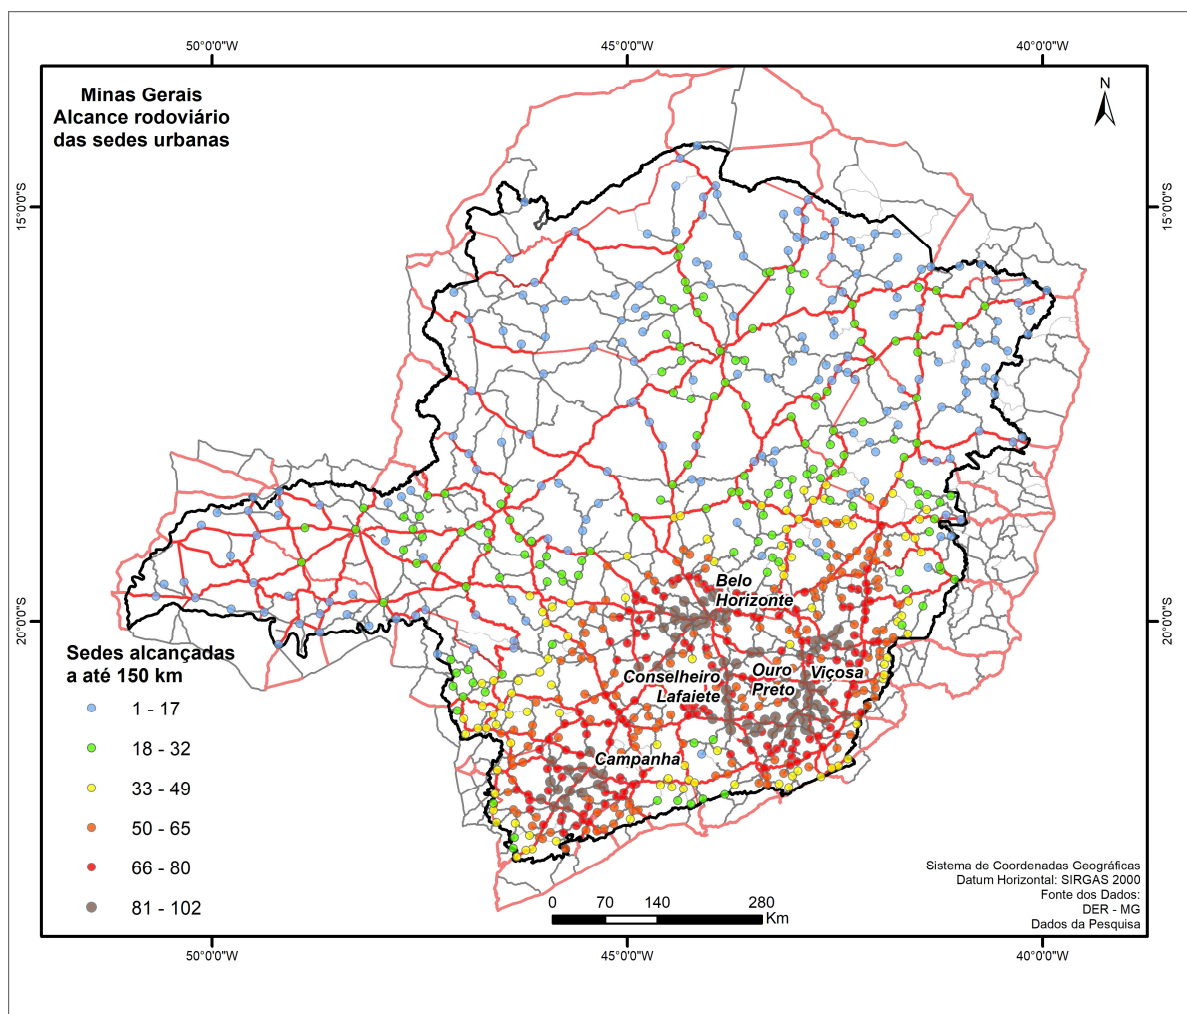 50°0'0"W
45°0'0"W
40°0'0"W
Minas Gerais
Alcance rodoviário
das sedes urbanas
N
15°0'0"S
15°0'0"S
Belo
Horizonte
20°0'0"S
20°0'0"S
Conselheiro
Lafaiete
Ouro
Preto
Viçosa
Campanha
Sedes alcançadas
a até 150 km
1 - 17
18 - 32
33 - 49
50 - 65
66 - 80
81 - 102
0 70 140 280
Km
Sistema de Coordenadas Geográficas
Datum Horizontal: SIRGAS 2000
Fonte dos Dados:
DER - MG
Dados da Pesquisa
50°0'0"W
45°0'0"W
40°0'0"W